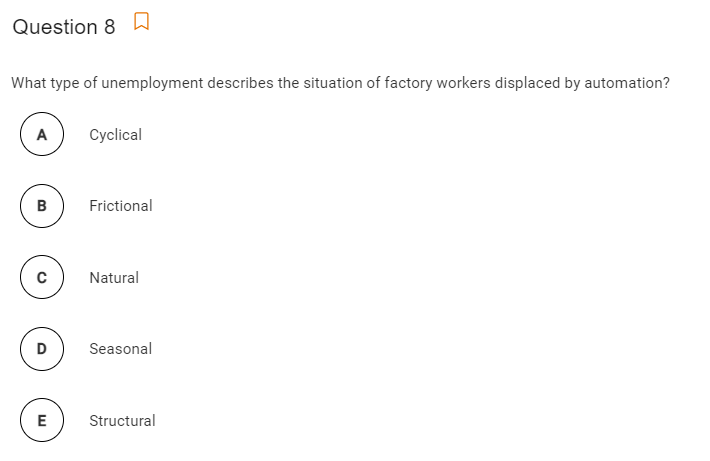 Question 8
What type of unemployment describes the situation of factory workers displaced by automation?
A Cyclical
B Frictional
C Natural
D Seasonal
E Structural